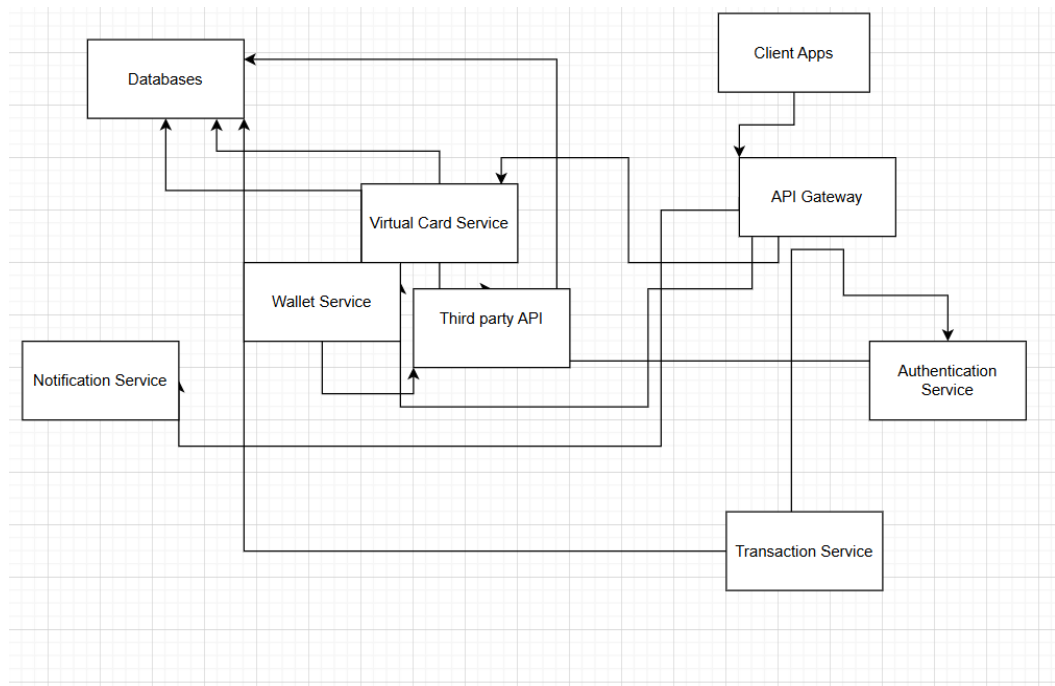 Client Apps
Databases
API Gateway
Virtual Card Service
Wallet Service
Third party API
Notification Service
Authentication
Service
Transaction Service